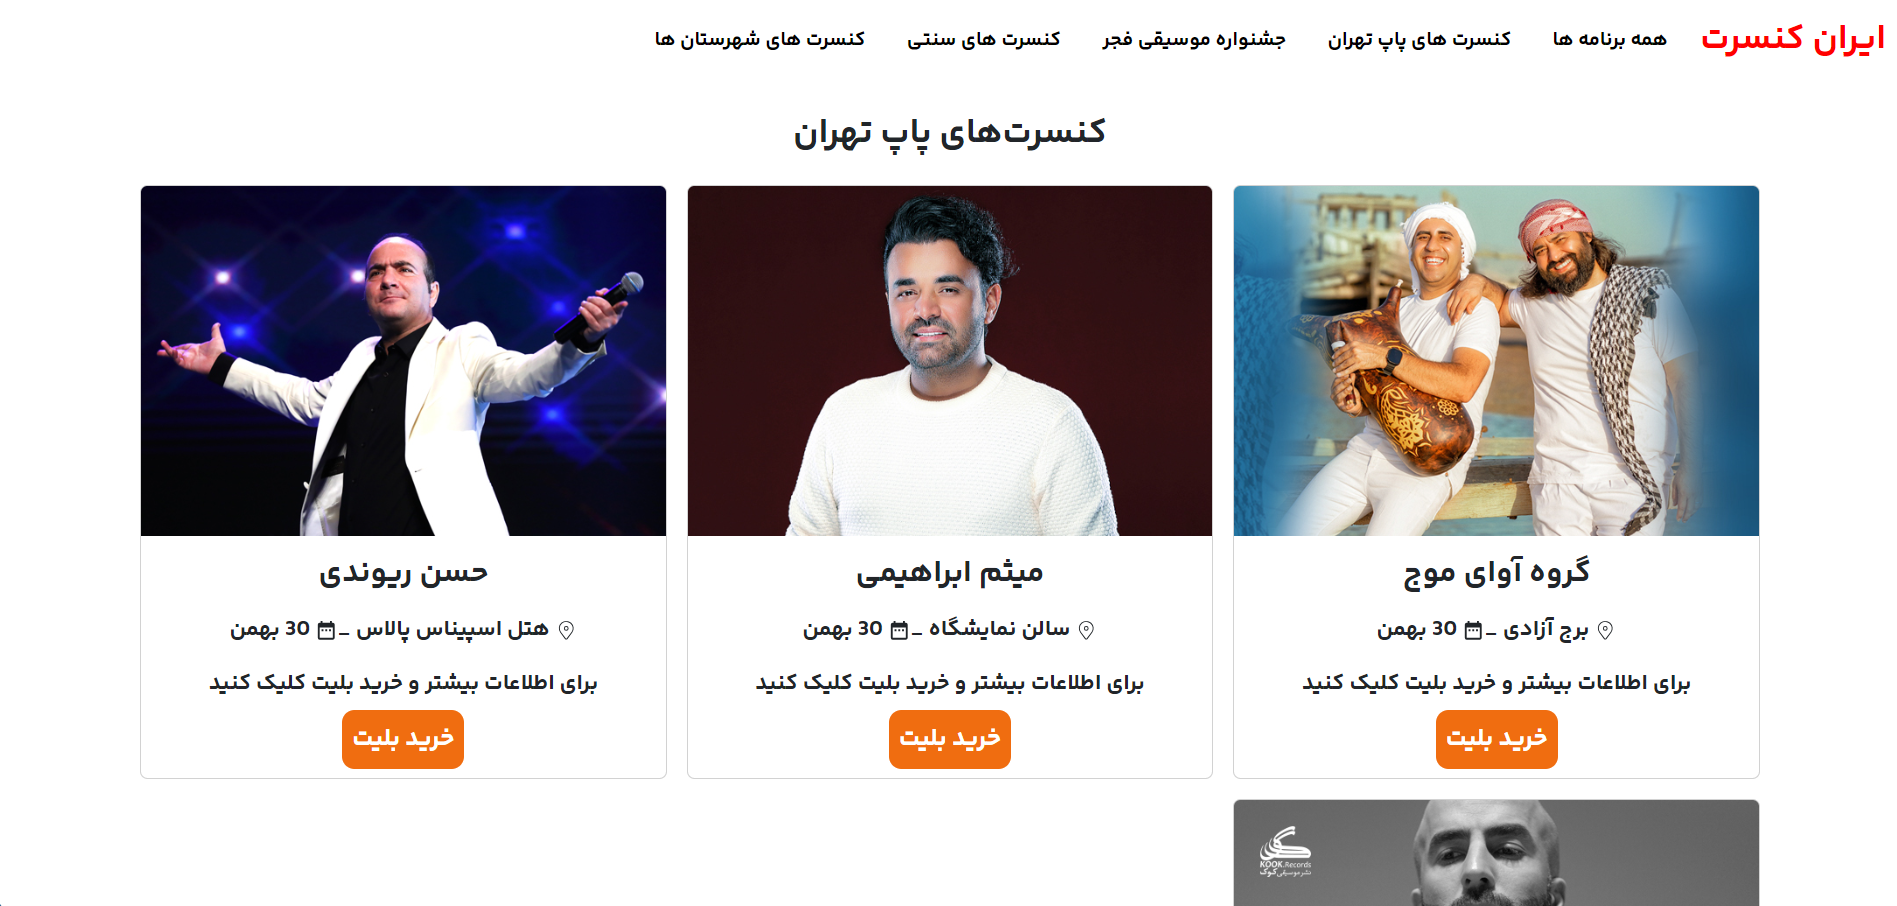 ایران کنسرت
همه برنامه ها
کنسرت های پاپ تهران
جشنواره موسیقی فجر
کنسرت های سنتی
کنسرت های شهرستان ها
کنسرت‌های پاپ تهران
گروه آوای موج
برج آزادی _ 30 بهمن
برای اطلاعات بیشتر و خرید بلیت کلیک کنید
خرید بلیت
میثم ابراهیمی
سالن نمایشگاه _ 30 بهمن
برای اطلاعات بیشتر و خرید بلیت کلیک کنید
خرید بلیت
حسن ریوندی
هتل اسپیناس پالاس _ 30 بهمن
برای اطلاعات بیشتر و خرید بلیت کلیک کنید
خرید بلیت
KOOK.Records
نشر موسیقی کوک